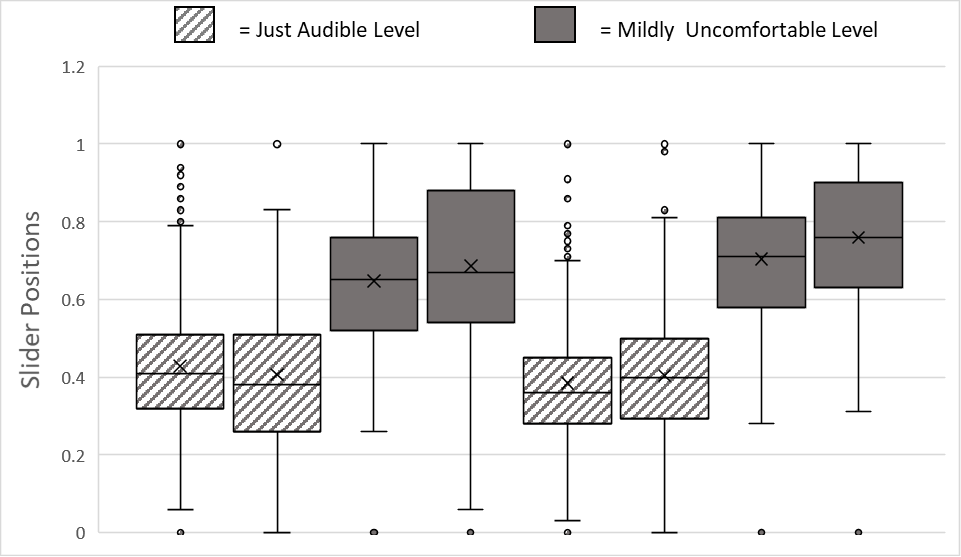 = Just Audible Level
= Mildly Uncomfortable Level
1.2
1
0.8
0.6
0.4
0.2
0
Slider Positions